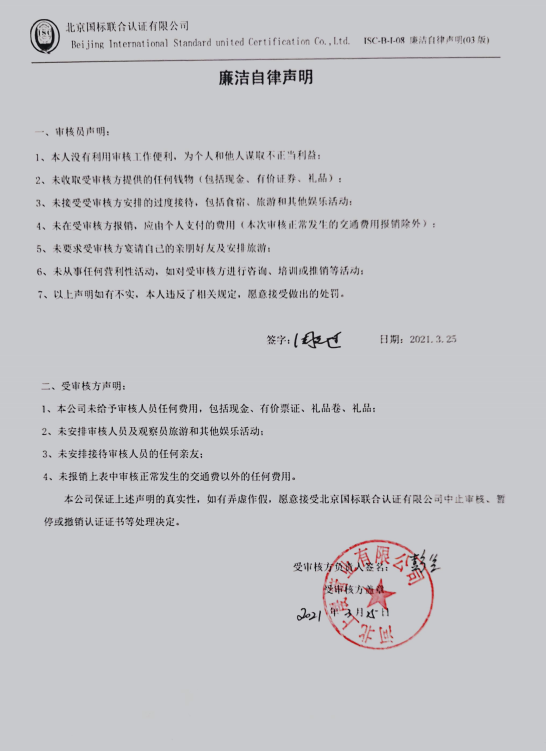 北京国标联合认证有限公司
Beijing International Standard united Certification Co.,Ltd. ISC-B-I-08 廉洁自律声明(03版)
廉洁自律声明
一、审核员声明：
1、本人没有利用审核工作便利，为个人和他人谋取不正当利益；
2、未收取受审核方提供的任何钱物（包括现金、有价证券、礼品）；
3、未接受受审核方安排的过度接待，包括食宿、旅游和其他娱乐活动；
4、未在受审核方报销，应由个人支付的费用（本次审核正常发生的交通费用报销除外）；
5、未要求受审核方宴请自己的亲朋好友及安排旅游；
6、未从事任何营利性活动，如对受审核方进行咨询、培训或推销等活动；
7、以上声明如有不实，本人违反了相关规定，愿意接受做出的处罚。
签字： 日期：2021.3.25
二、受审核方声明：
1、本公司未给予审核人员任何费用，包括现金、有价票证、礼品卷、礼品；
2、未安排审核人员及观察员旅游和其他娱乐活动；
3、未安排接待审核人员的任何亲友；
4、未报销上表中审核正常发生的交通费以外的任何费用。
本公司保证上述声明的真实性，如有弄虚作假，愿意接受北京国标联合认证有限公司中止审核、暂
停或撤销认证证书等处理决定。
受审核方负责人签名：
受审核方盖章
2021年3月25日